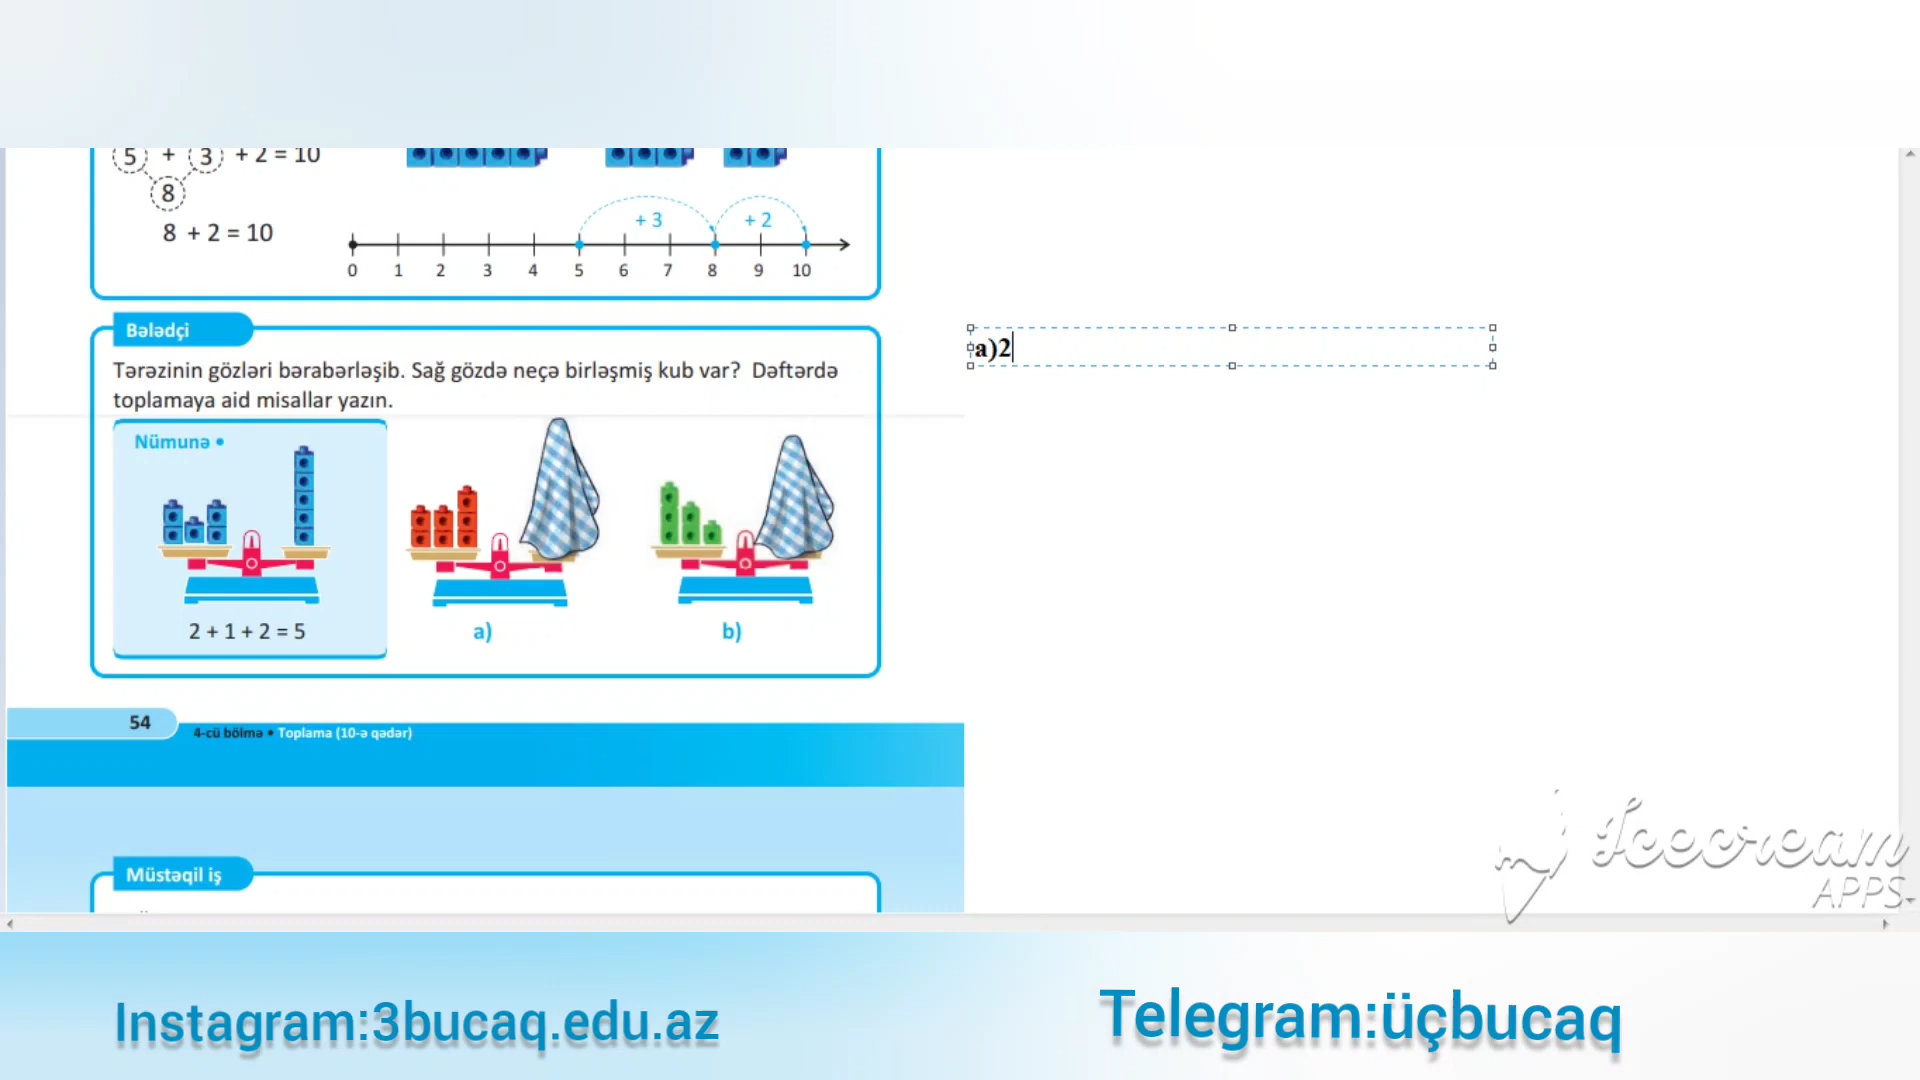 5 + 3 + 2 = 10
8
8 + 2 = 10
+ 3 + 2
0 1 2 3 4 5 6 7 8 9 10
Bələdçi
Tərəzinin gözləri bərabərləşib. Sağ gözdə neçə birləşmiş kub var? Dəftərdə
toplamaya aid misallar yazın.
Nümunə •
2 + 1 + 2 = 5
a)
b)
54
4-cü bölmə • Toplama (10-ə qədər)
Müstəqil iş
a)2
Icecream
APPS
Instagram:3bucaq.edu.az
Telegram:üçbucaq